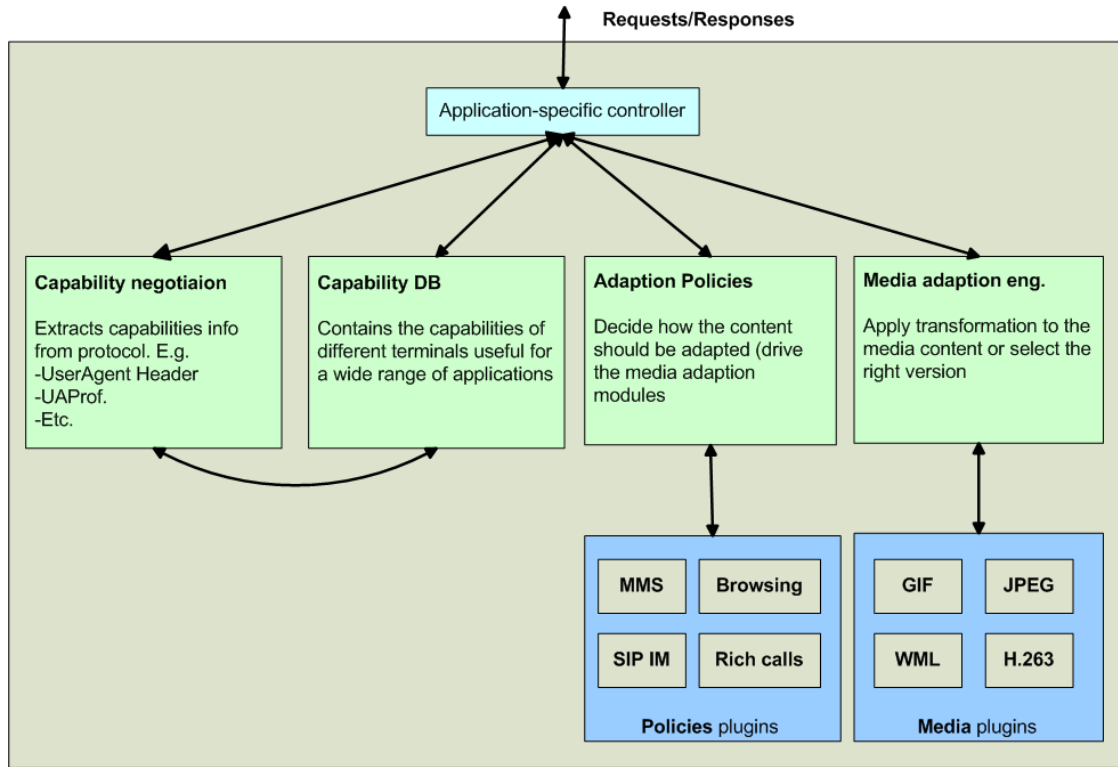 Requests/Responses
Application-specific controller
Capability negotiaion
Extracts capabilities info
from protocol. E.g.
-UserAgent Header
-UAProf.
-Etc.
Capability DB
Contains the capabilities of
different terminals useful for
a wide range of applications
Adaption Policies
Decide how the content
should be adapted (drive
the media adaption
modules
Media adaption eng.
Apply transformation to the
media content or select the
right version
MMS
Browsing
SIP IM
Rich calls
Policies plugins
GIF
JPEG
WML
H.263
Media plugins